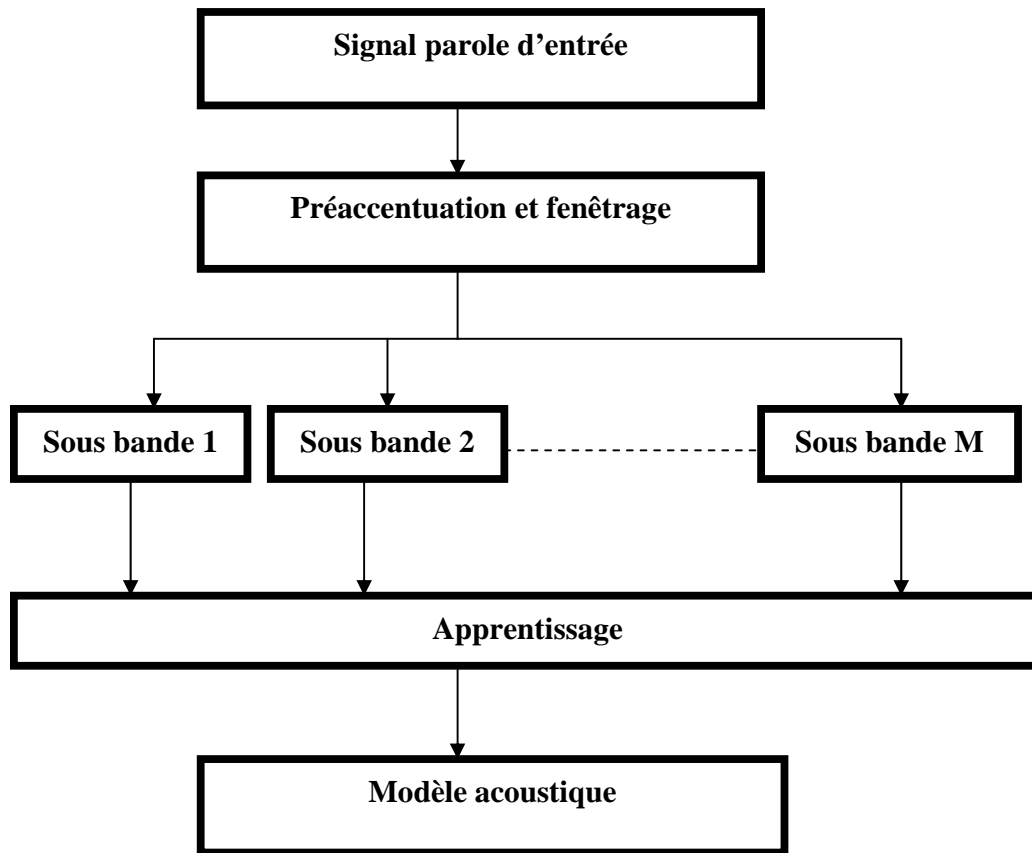 Signal parole d’entrée
Préaccentuation et fenêtrage
Sous bande 1
Sous bande 2
Sous bande M
Apprentissage
Modèle acoustique